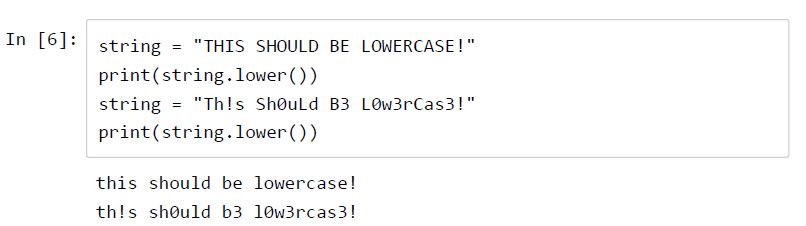 In [6]:
string = "THIS SHOULD BE LOWERCASE!"
print(string.lower())
string = "Th!s Sh0uLd B3 L0w3rCas3!"
print(string.lower())
this should be lowercase!
th!s sh0uld b3 l0w3rcas3!